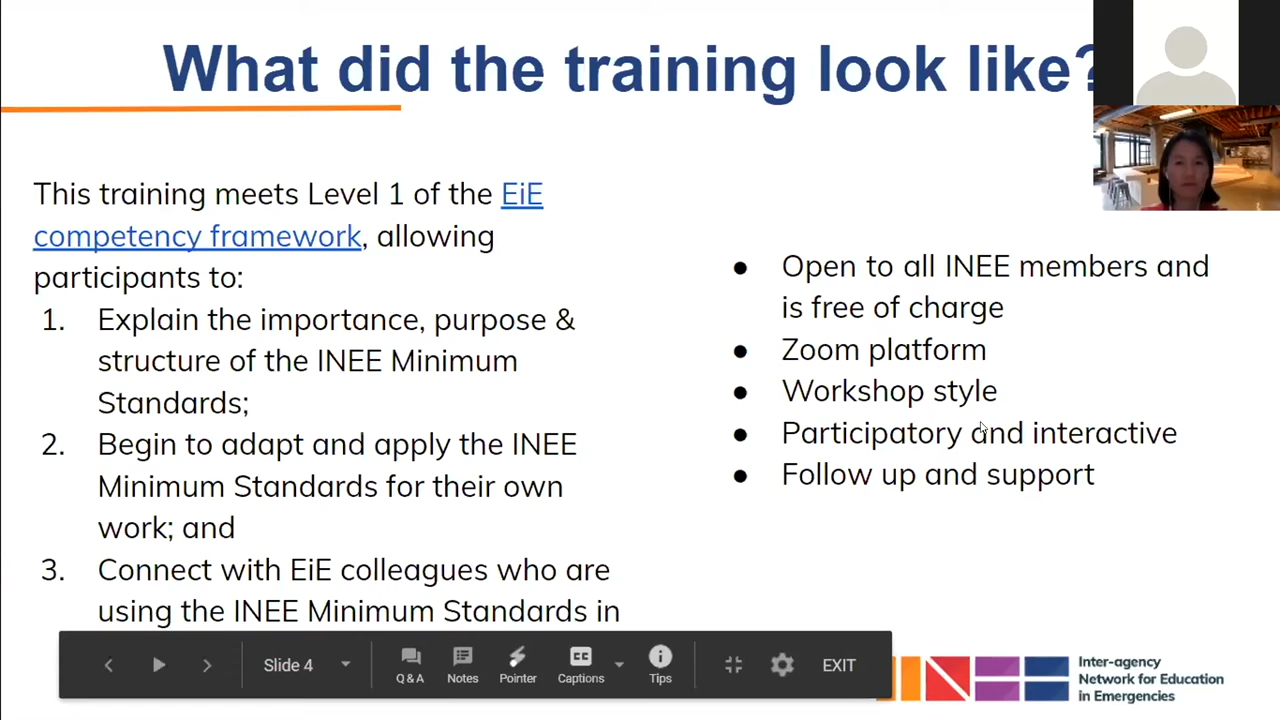 What did the training look like?
This training meets Level 1 of the EiE
competency framework, allowing
participants to:
1. Explain the importance, purpose &
structure of the INEE Minimum
Standards;
2. Begin to adapt and apply the INEE
Minimum Standards for their own
work; and
3. Connect with EiE colleagues who are
using the INEE Minimum Standards in
● Open to all INEE members and
is free of charge
● Zoom platform
● Workshop style
● Participatory and interactive
● Follow up and support
Slide 4
Q & A
Notes
Pointer
CC
Captions
Tips
EXIT
INEE
Inter-agency
Network for Education
in Emergencies